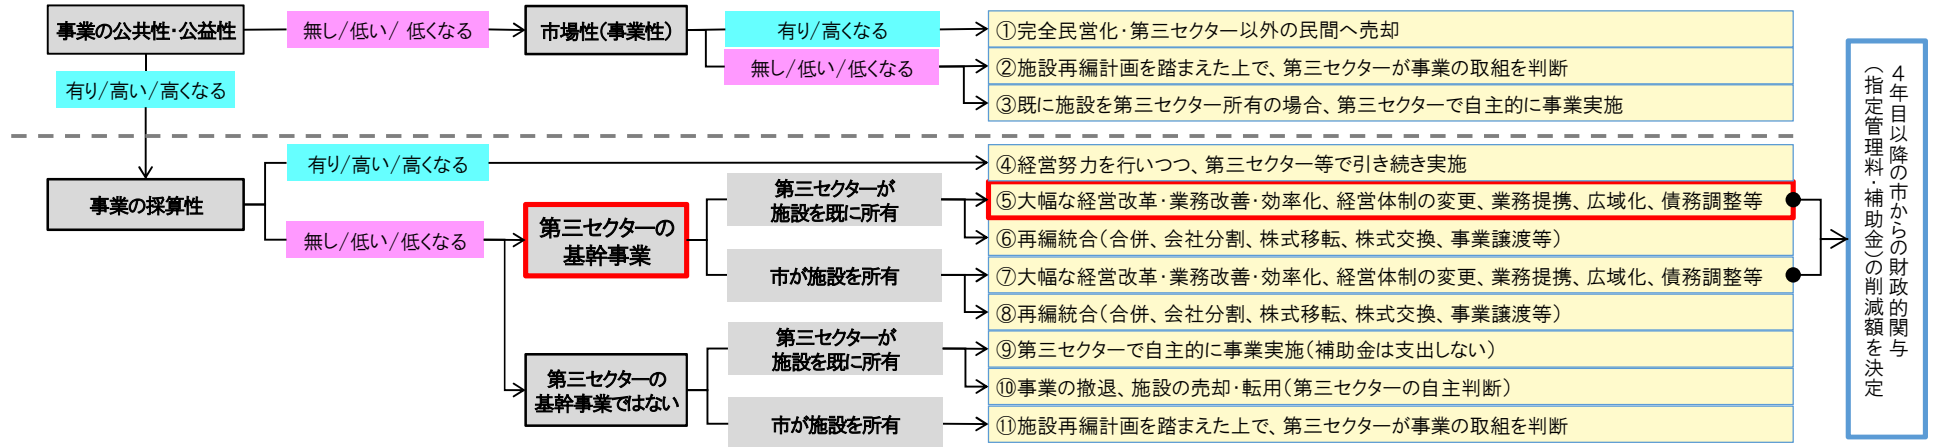 事業の公共性・公益性
無し/低い/ 低くなる
市場性(事業性)
有り/高くなる
①完全民営化・第三セクター以外の民間へ売却
無し/低い/低くなる
②施設再編計画を踏まえた上で、第三セクターが事業の取組を判断
有り/高い/高くなる
③既に施設を第三セクター所有の場合、第三セクターで自主的に事業実施
有り/高い/高くなる
④経営努力を行いつつ、第三セクター等で引き続き実施
事業の採算性
第三セクターが
施設を既に所有
⑤大幅な経営改革・業務改善・効率化、経営体制の変更、業務提携、広域化、債務調整等
無し/低い/低くなる
第三セクターの
基幹事業
⑥再編統合(合併、会社分割、株式移転、株式交換、事業譲渡等)
市が施設を所有
⑦大幅な経営改革・業務改善・効率化、経営体制の変更、業務提携、広域化、債務調整等
⑧再編統合(合併、会社分割、株式移転、株式交換、事業譲渡等)
第三セクターが
施設を既に所有
⑨第三セクターで自主的に事業実施(補助金は支出しない)
第三セクターの
基幹事業ではない
⑩事業の撤退、施設の売却・転用(第三セクターの自主判断)
市が施設を所有
⑪施設再編計画を踏まえた上で、第三セクターが事業の取組を判断
４年目以降の市からの財政的関与
(指定管理料・補助金)の削減額を決定